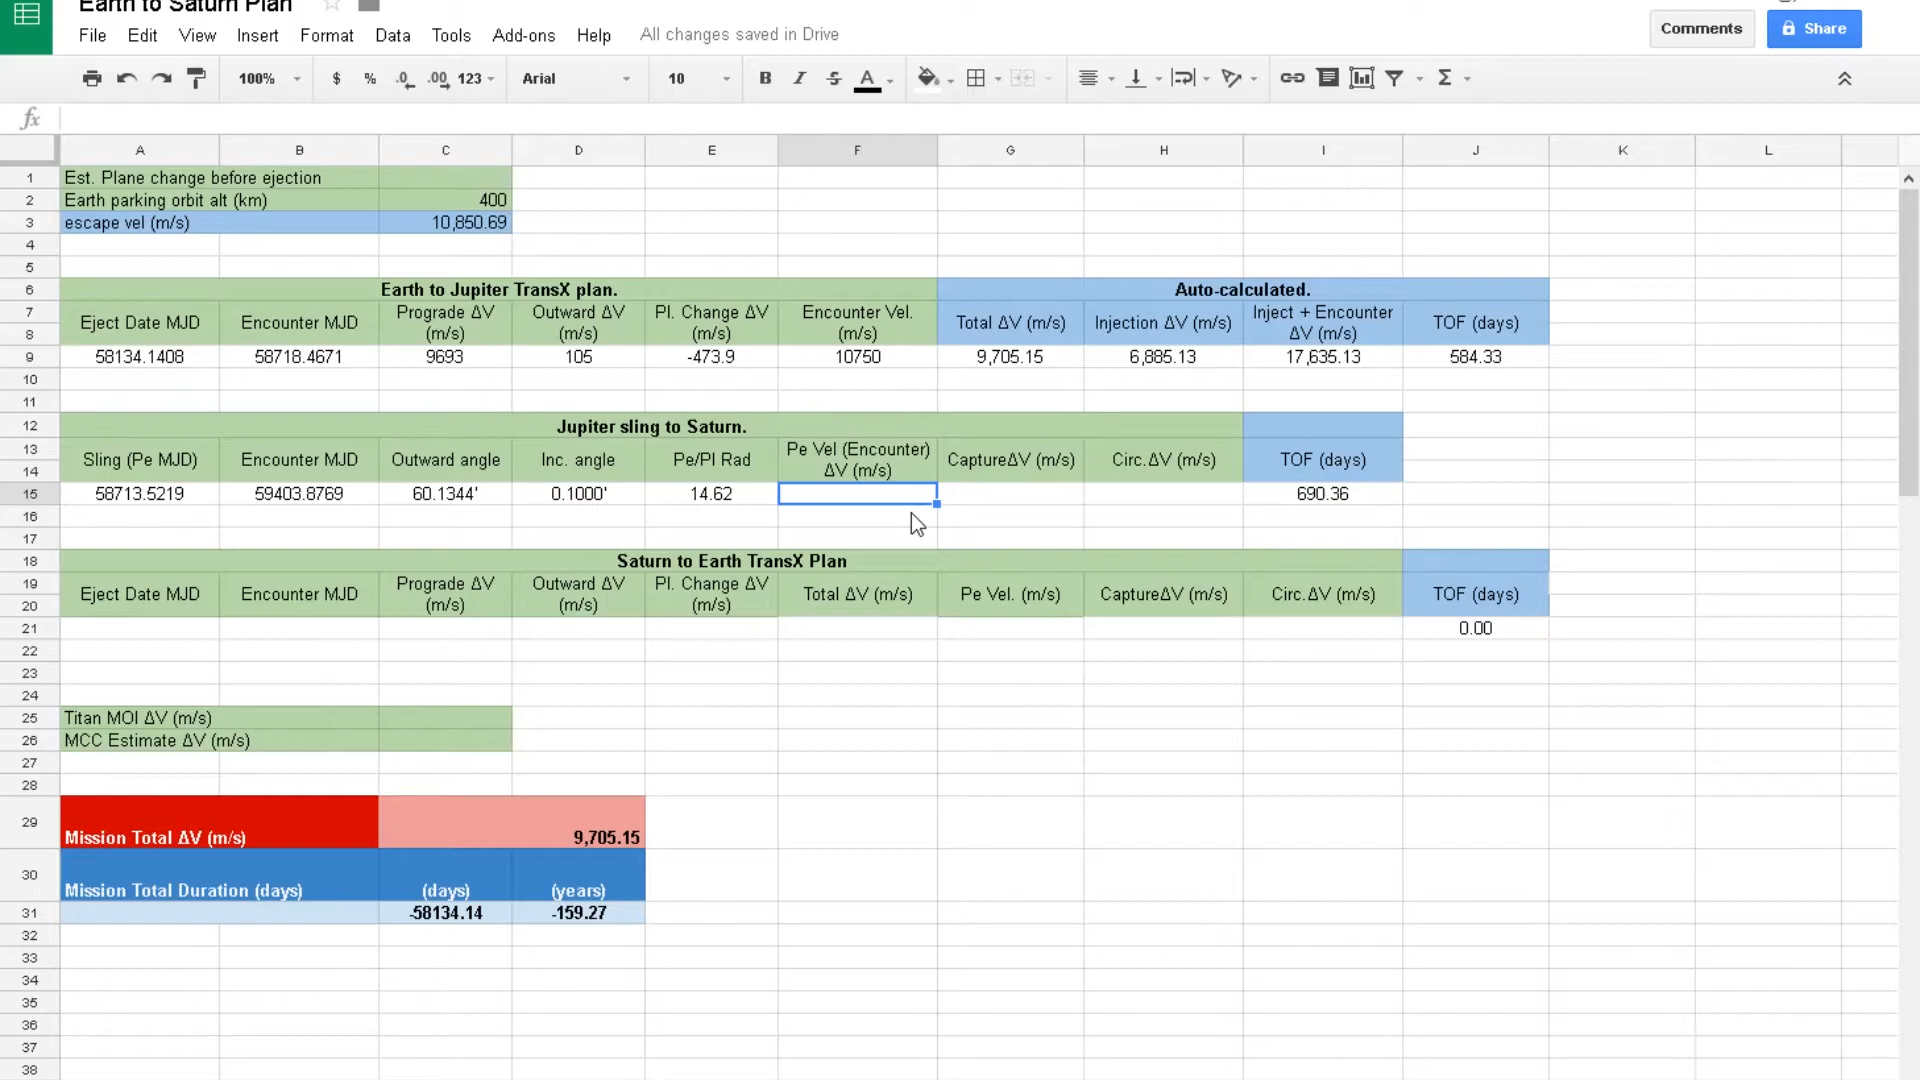 Earth to Saturn Plan
File Edit View Insert Format Data Tools Add-ons Help All changes saved in Drive
Comments Share
100% $ % .0 .00 123 Arial 10 B I S A Σ
fx
A B C D E F G H I J K L
1 Est. Plane change before ejection
2 Earth parking orbit alt (km) 400
3 escape vel (m/s) 10,850.69
4
5
6 Earth to Jupiter TransX plan. Auto-calculated.
7 Prograde ΔV Outward ΔV Pl. Change ΔV Encounter Vel. Inject + Encounter
Eject Date MJD Encounter MJD Total ΔV (m/s) Injection ΔV (m/s) TOF (days)
8 (m/s) (m/s) (m/s) (m/s) ΔV (m/s)
9 58134.1408 58718.4671 9693 105 -473.9 10750 9,705.15 6,885.13 17,635.13 584.33
10
11
12 Jupiter sling to Saturn.
13 Pe Vel (Encounter)
Sling (Pe MJD) Encounter MJD Outward angle Inc. angle Pe/Pl Rad CaptureΔV (m/s) Circ.ΔV (m/s) TOF (days)
14 ΔV (m/s)
15 58713.5219 59403.8769 60.1344' 0.1000' 14.62 690.36
16
17
18 Saturn to Earth TransX Plan
19 Prograde ΔV Outward ΔV Pl. Change ΔV
Eject Date MJD Encounter MJD Total ΔV (m/s) Pe Vel. (m/s) CaptureΔV (m/s) Circ.ΔV (m/s) TOF (days)
20 (m/s) (m/s) (m/s)
21 0.00
22
23
24
25 Titan MOI ΔV (m/s)
26 MCC Estimate ΔV (m/s)
27
28
29 Mission Total ΔV (m/s) 9,705.15
30 Mission Total Duration (days) (days) (years)
31 -58134.14 -159.27
32
33
34
35
36
37
38